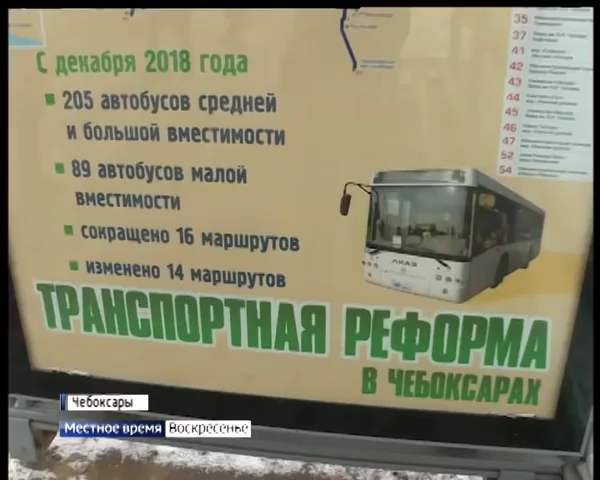 С декабря 2018 года
205 автобусов средней
и большой вместимости
89 автобусов малой
вместимости
сокращено 16 маршрутов
изменено 14 маршрутов
ТРАНСПОРТНАЯ РЕФОРМА
В ЧЕБОКСАРАХ
35
37
41
42
43
44
45
46
47
52
54
ЛИАЗ
Чебоксары
Местное время Воскресенье